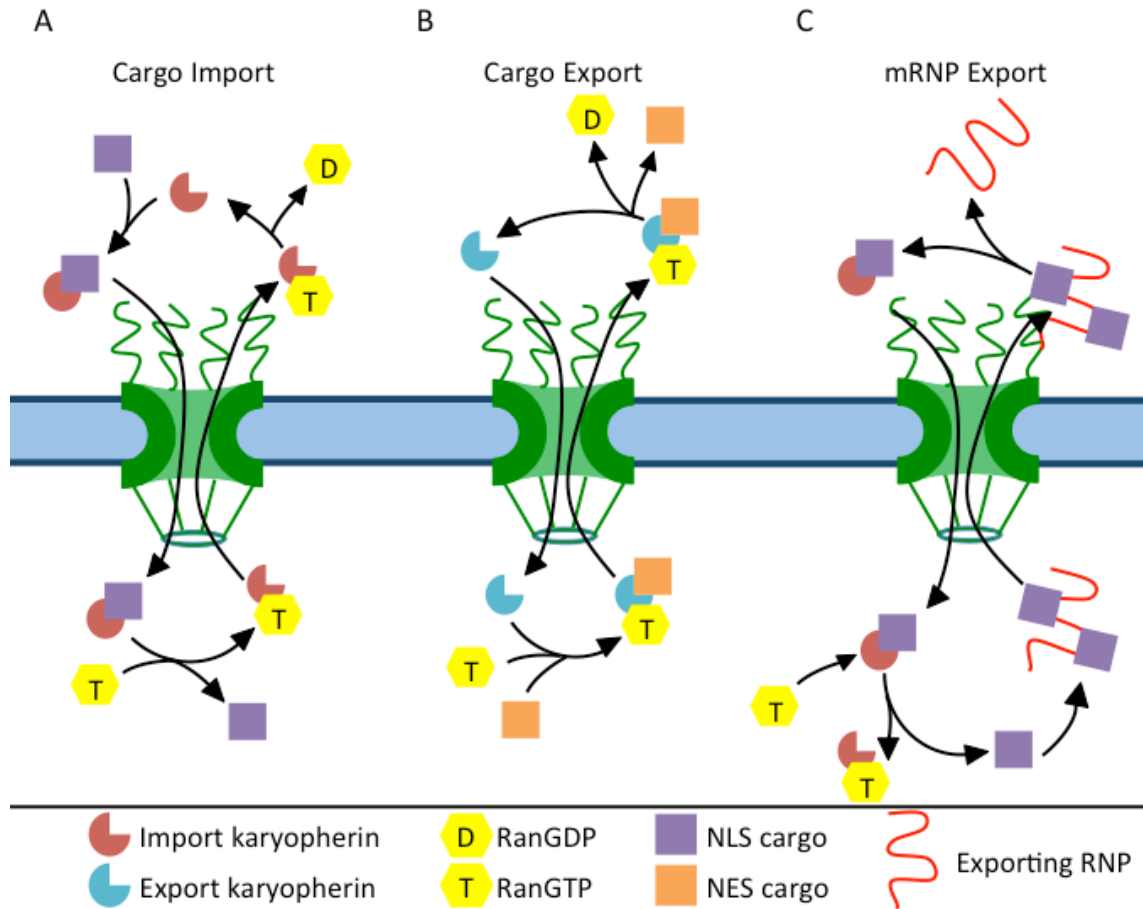 A
B
C
Cargo Import
Cargo Export
mRNP Export
D
T
T
T
D
T
T
T
T
T
Import karyopherin
D RanGDP
NLS cargo
Exporting RNP
Export karyopherin
T RanGTP
NES cargo